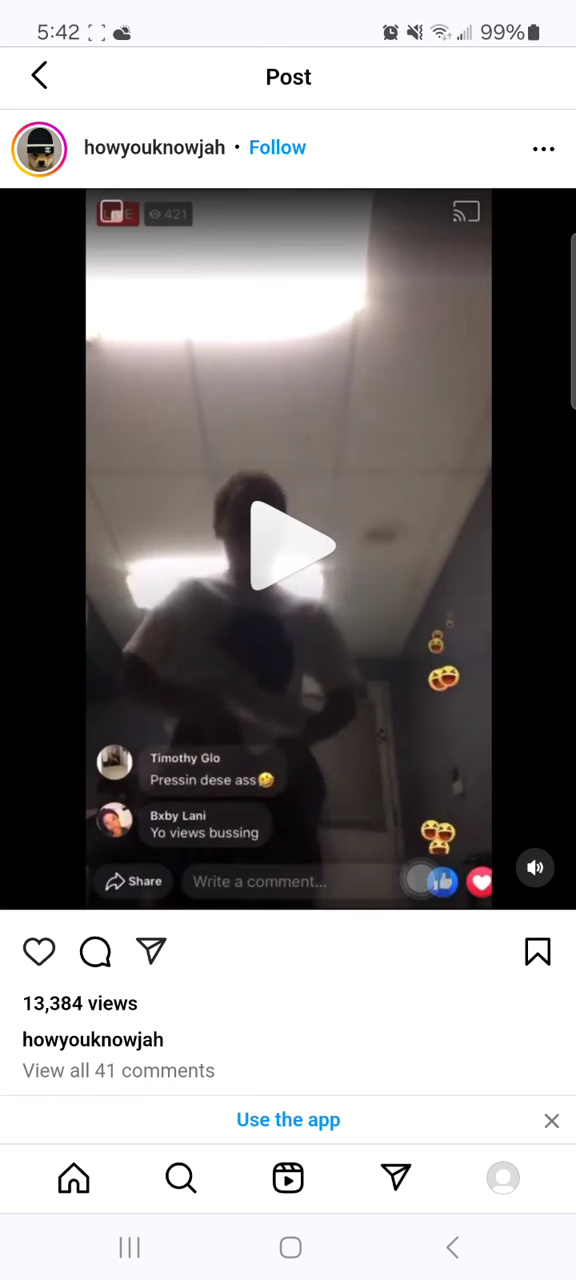 5:42 99%
Post
howyouknowjah • Follow
421
Timothy Glo
Pressin dese ass🤣
Bxby Lani
Yo views bussing
Share Write a comment...
13,384 views
howyouknowjah
View all 41 comments
Use the app